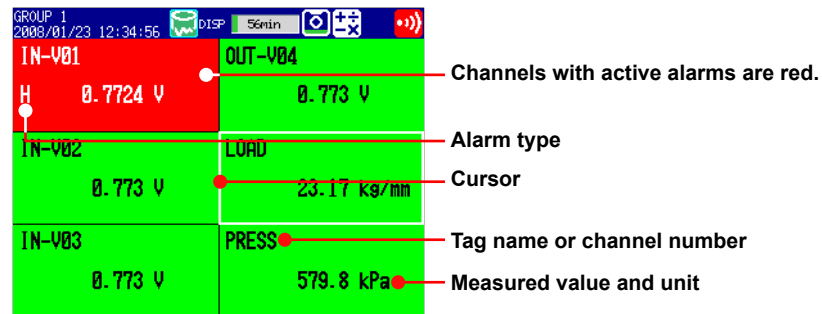 GROUP 1
2008/01/23 12:34:56 DISP 56min
IN-V01
H 0.7724 V
OUT-V04
0.773 V
IN-V02
0.773 V
LOAD
23.17 kg/mm
IN-V03
0.773 V
PRESS
579.8 kPa
Channels with active alarms are red.
Alarm type
Cursor
Tag name or channel number
Measured value and unit